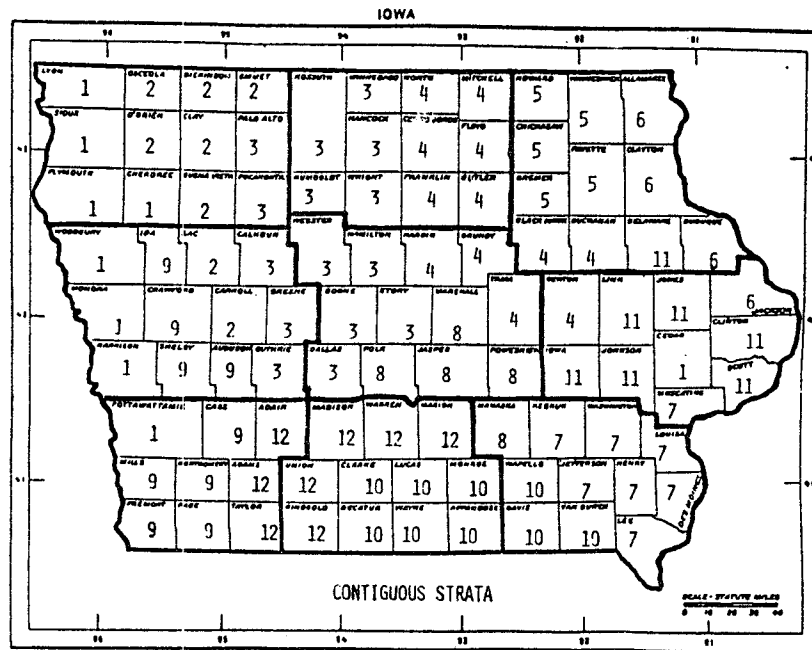 IOWA
LYON OSCEOLA DICKINSON EMMET KOSSUTH WINNEBAGO WORTH MITCHELL HOWARD WINNESHIEK ALLAMAKEE
1 2 2 2 3 4 4 5 5 6
SIOUX O'BRIEN CLAY PALO ALTO HANCOCK CERRO GORDO FLOYD CHICKASAW FAYETTE CLAYTON
1 2 2 3 3 3 4 4 5 5 6
PLYMOUTH CHEROKEE BUENA VISTA POCAHONTAS HUMBOLDT WRIGHT FRANKLIN BUTLER BREMER
1 1 2 3 3 3 4 4 5
WOODBURY IDA SAC CALHOUN WEBSTER HAMILTON HARDIN GRUNDY BLACK HAWK BUCHANAN DELAWARE DUBUQUE
1 9 2 3 3 3 4 4 4 4 11 6
MONONA CRAWFORD CARROLL GREENE BOONE STORY MARSHALL TAMA BENTON LINN JONES JACKSON
1 9 2 3 3 3 8 4 4 11 11 6
CEDAR CLINTON
1 11
HARRISON SHELBY AUDUBON GUTHRIE DALLAS POLK JASPER POWESHIEK IOWA JOHNSON SCOTT
1 9 9 3 3 8 8 8 11 11 11
MUSCATINE
7
POTTAWATTAMIE CASS ADAIR MADISON WARREN MARION MAHASKA KEOKUK WASHINGTON LOUISA
1 9 12 12 12 12 8 7 7 7
MILLS MONTGOMERY ADAMS UNION CLARKE LUCAS MONROE WAPELLO JEFFERSON HENRY DES MOINES
9 9 12 12 10 10 10 10 7 7 7
FREMONT PAGE TAYLOR RINGGOLD DECATUR WAYNE APPANOOSE DAVIS VAN BUREN LEE
9 9 12 12 10 10 10 10 10 7
CONTIGUOUS STRATA
SCALE - STATUTE MILES
0 10 20 30 40